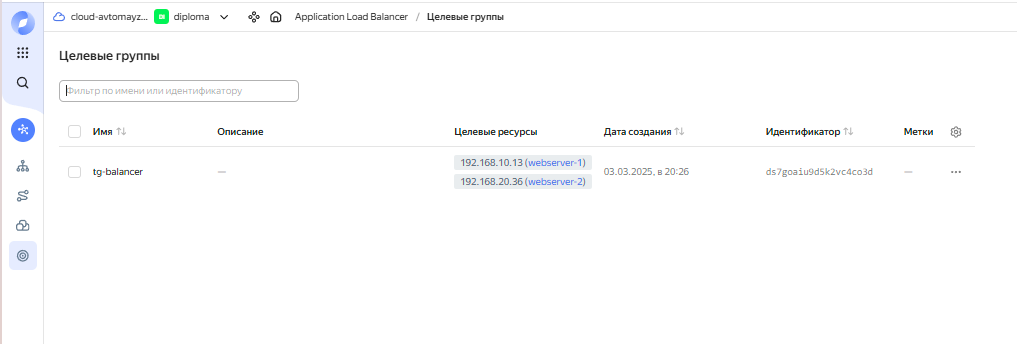 cloud-avtomayz... diploma Application Load Balancer / Целевые группы
Целевые группы
Фильтр по имени или идентификатору
Имя Описание Целевые ресурсы Дата создания Идентификатор Метки
tg-balancer — 192.168.10.13 (webserver-1) 03.03.2025, в 20:26 ds7goaiu9d5k2vc4co3d — ...
192.168.20.36 (webserver-2)